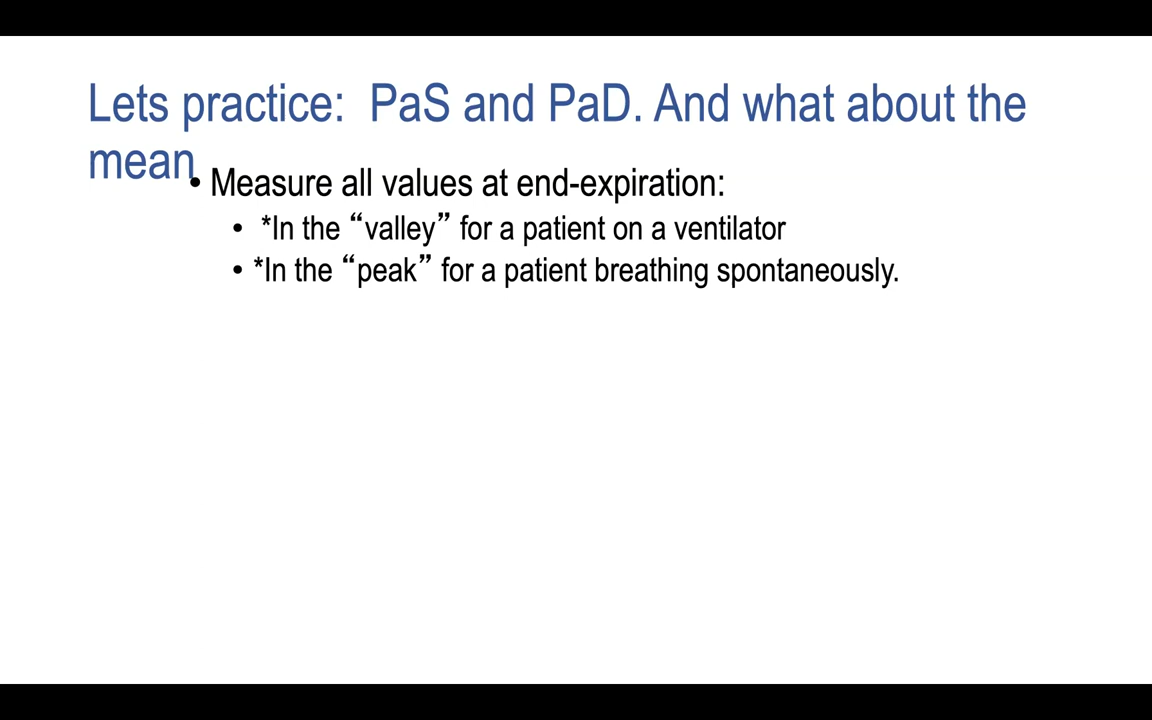 Lets practice:  PaS and PaD. And what about the
mean
• Measure all values at end-expiration:
• *In the “valley” for a patient on a ventilator
• *In the “peak” for a patient breathing spontaneously.